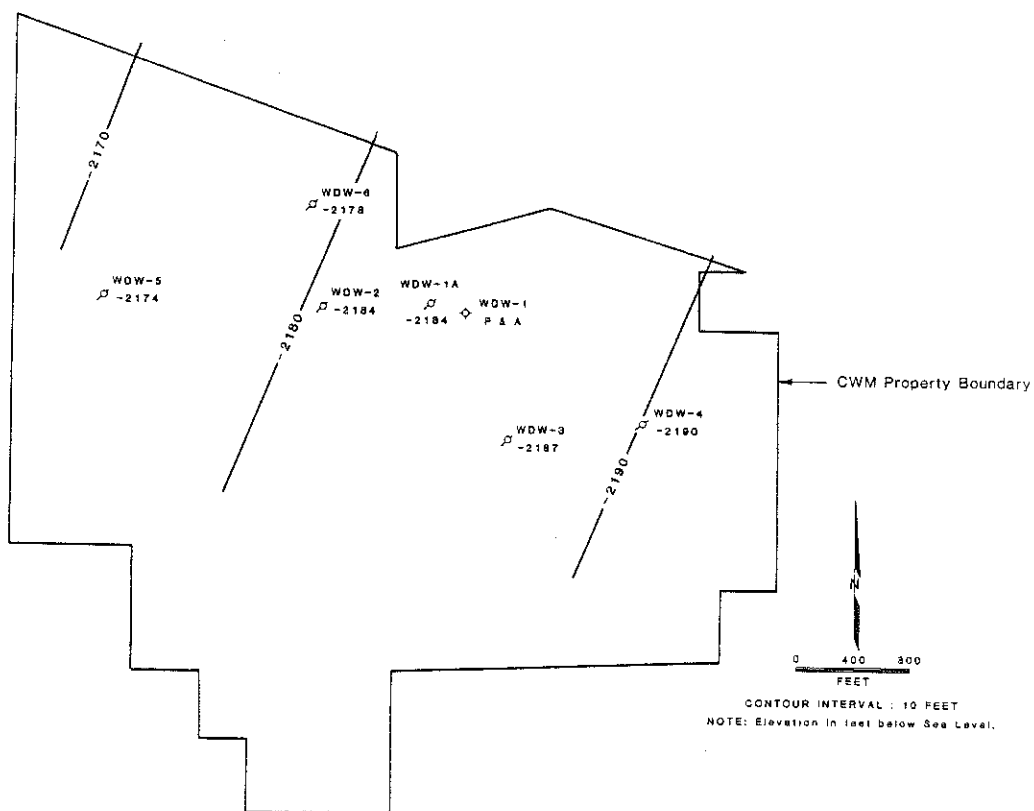 -2170
WDW-6
-2178
WDW-5
-2174
WDW-2
-2184
WDW-1A
-2184
WDW-1
P & A
-2180
CWM Property Boundary
WDW-3
-2187
WDW-4
-2190
-2190
N
0 400 800
FEET
CONTOUR INTERVAL : 10 FEET
NOTE: Elevation in feet below Sea Level.